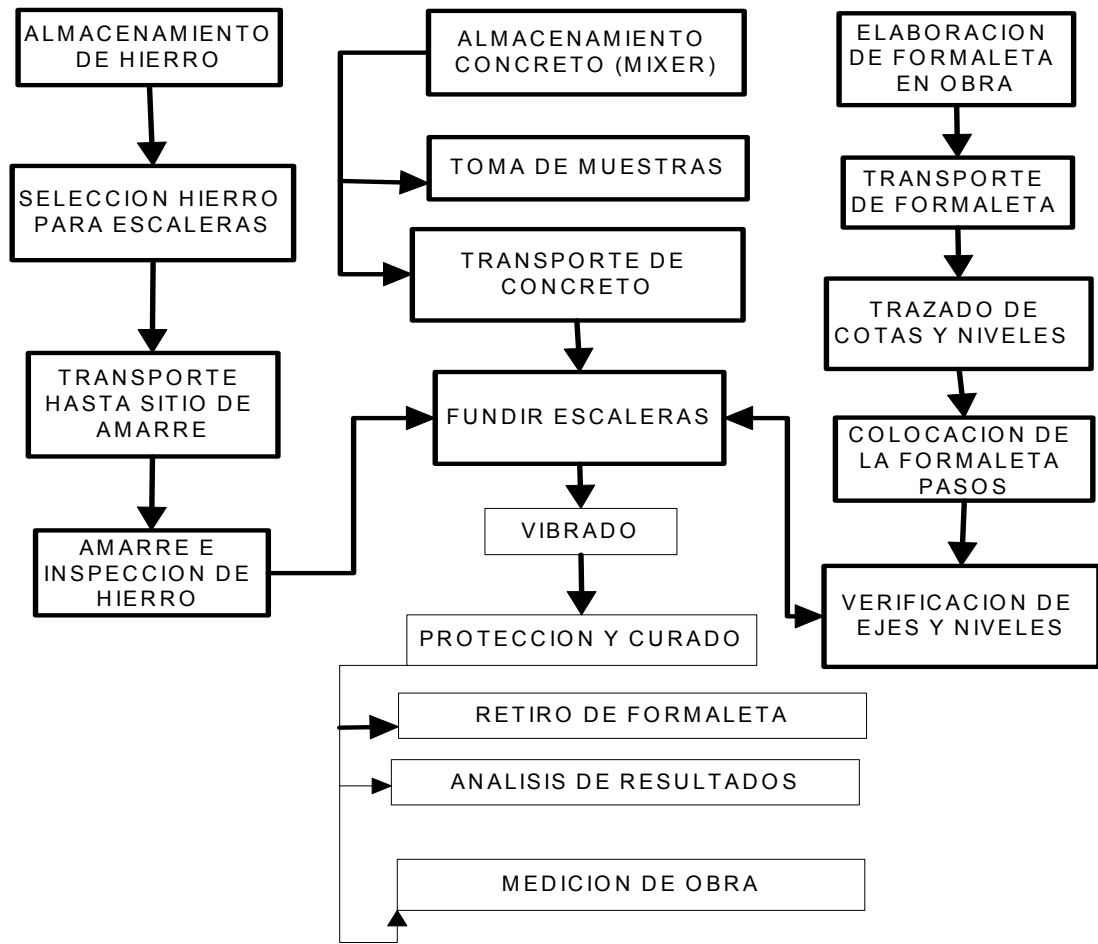 ALMACENAMIENTO
DE HIERRO
SELECCION HIERRO
PARA ESCALERAS
TRANSPORTE
HASTA SITIO DE
AMARRE
AMARRE E
INSPECCION DE
HIERRO
ALMACENAMIENTO
CONCRETO (MIXER)
TOMA DE MUESTRAS
TRANSPORTE DE
CONCRETO
FUNDIR ESCALERAS
VIBRADO
PROTECCION Y CURADO
RETIRO DE FORMALETA
ANALISIS DE RESULTADOS
MEDICION DE OBRA
ELABORACION
DE FORMALETA
EN OBRA
TRANSPORTE
DE FORMALETA
TRAZADO DE
COTAS Y NIVELES
COLOCACION DE
LA FORMALETA
PASOS
VERIFICACION DE
EJES Y NIVELES